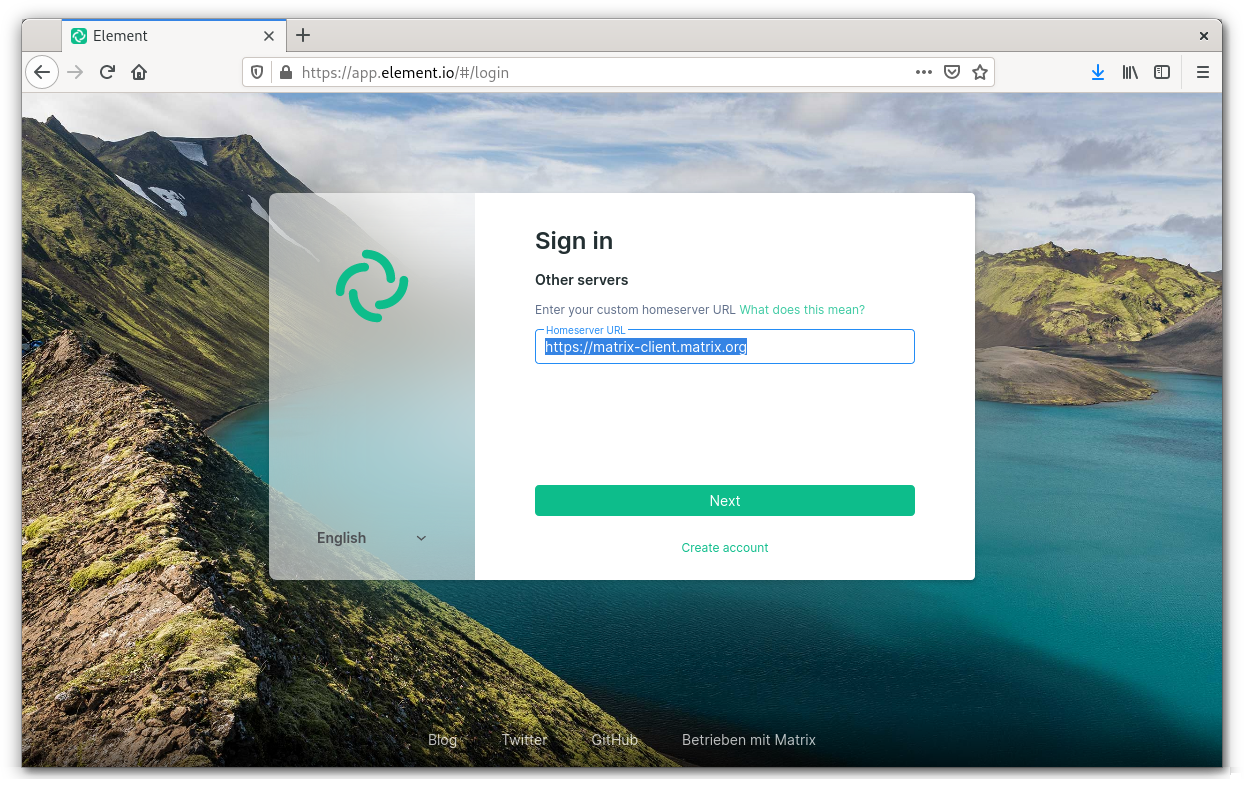 Element
https://app.element.io/#/login
Sign in
Other servers
Enter your custom homeserver URL What does this mean?
Homeserver URL
https://matrix-client.matrix.org
Next
English
Create account
Blog Twitter GitHub Betrieben mit Matrix